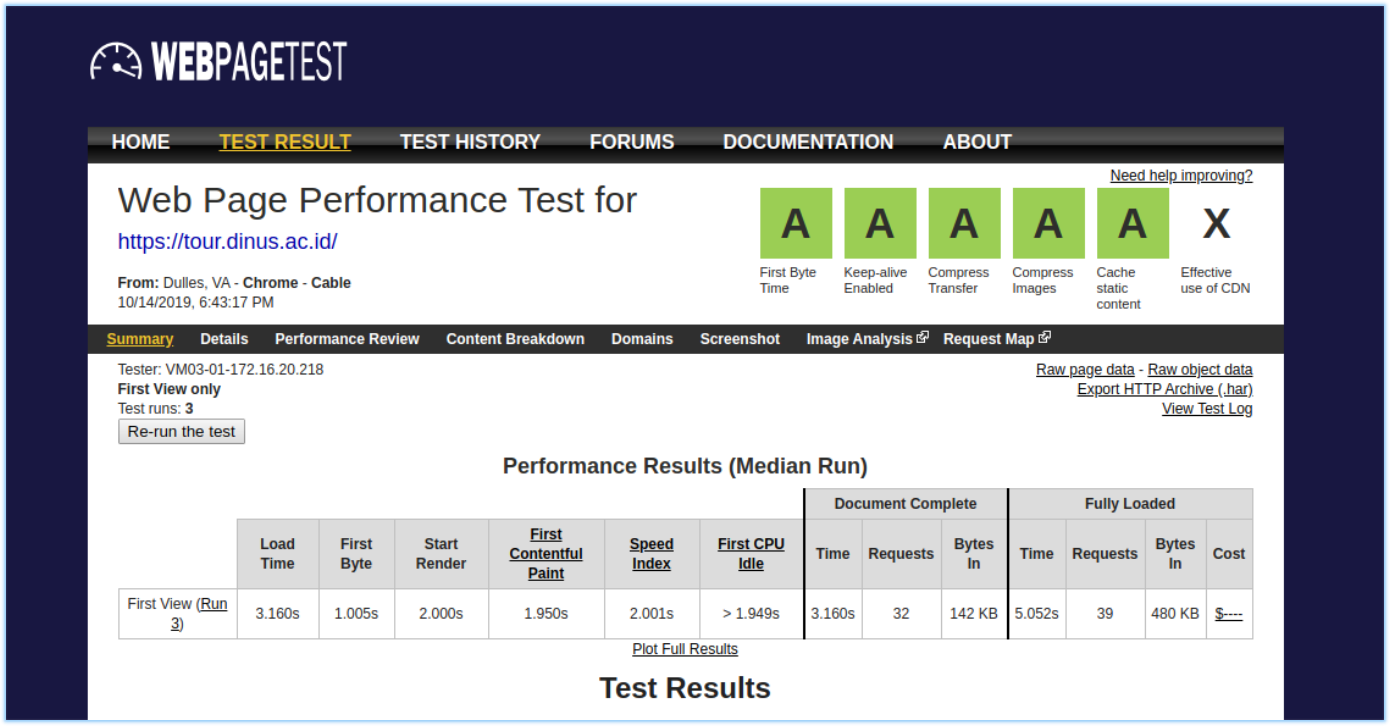 WEBPAGETEST
HOME TEST RESULT TEST HISTORY FORUMS DOCUMENTATION ABOUT
Need help improving?
Web Page Performance Test for
https://tour.dinus.ac.id/
From: Dulles, VA - Chrome - Cable
10/14/2019, 6:43:17 PM
A A A A A X
First Byte Time
Keep-alive Enabled
Compress Transfer
Compress Images
Cache static content
Effective use of CDN
Summary Details Performance Review Content Breakdown Domains Screenshot Image Analysis Request Map
Tester: VM03-01-172.16.20.218
First View only
Test runs: 3
Re-run the test
Raw page data - Raw object data
Export HTTP Archive (.har)
View Test Log
Performance Results (Median Run)
Document Complete Fully Loaded
Load Time First Byte Start Render First Contentful Paint Speed Index First CPU Idle Time Requests Bytes In Time Requests Bytes In Cost
First View (Run 3) 3.160s 1.005s 2.000s 1.950s 2.001s > 1.949s 3.160s 32 142 KB 5.052s 39 480 KB $----
Plot Full Results
Test Results